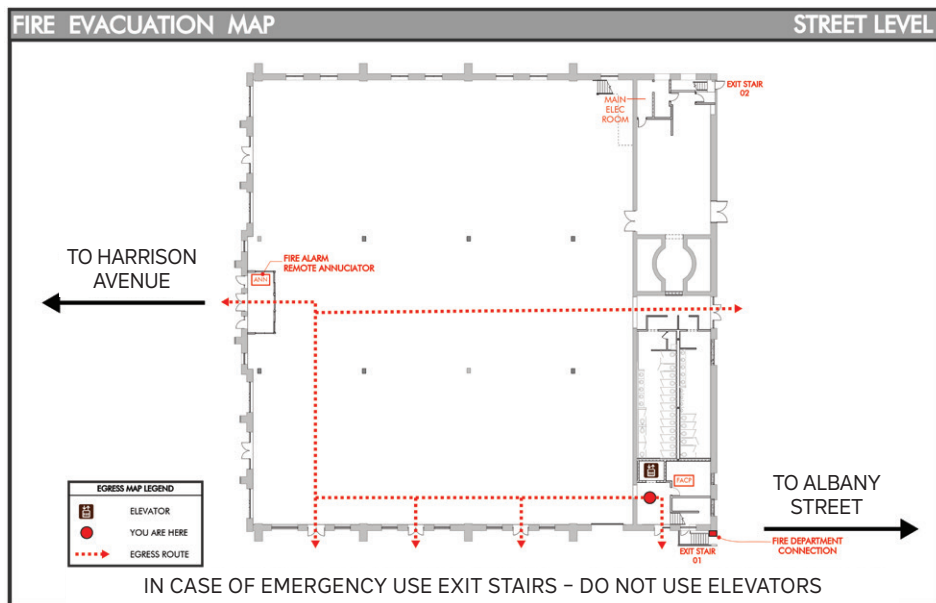 FIRE EVACUATION MAP
STREET LEVEL
EXIT STAIR
02
MAIN
ELEC
ROOM
TO HARRISON
AVENUE
FIRE ALARM
REMOTE ANNUCIATOR
ANN
FACP
EGRESS MAP LEGEND
ELEVATOR
YOU ARE HERE
EGRESS ROUTE
TO ALBANY
STREET
FIRE DEPARTMENT
CONNECTION
EXIT STAIR
01
IN CASE OF EMERGENCY USE EXIT STAIRS – DO NOT USE ELEVATORS